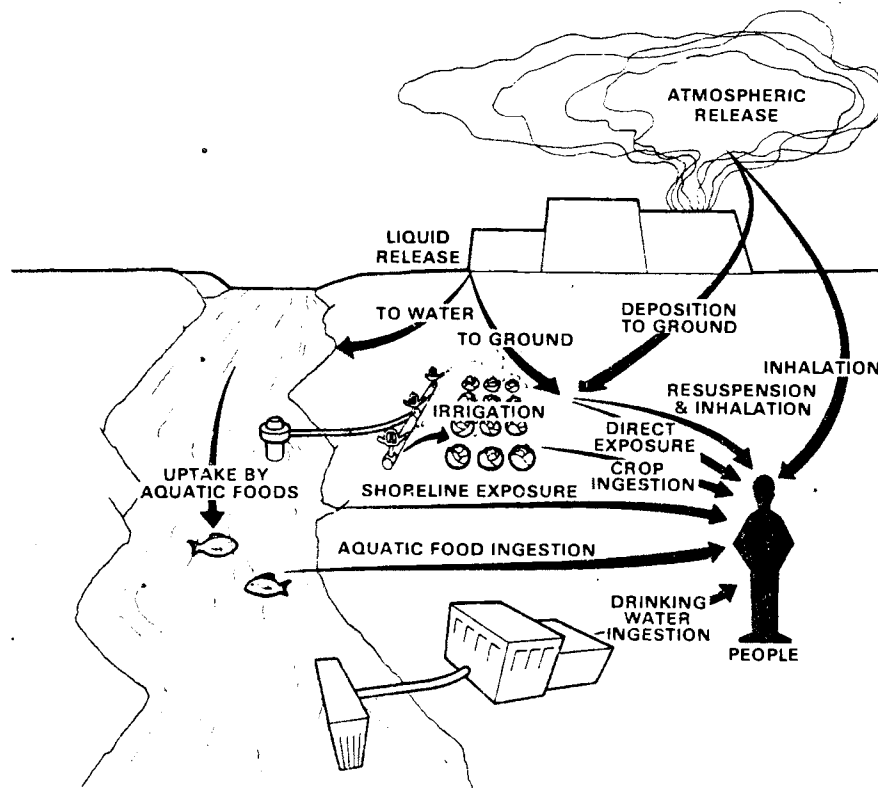 ATMOSPHERIC
RELEASE
LIQUID
RELEASE
TO WATER
TO GROUND
DEPOSITION
TO GROUND
INHALATION
RESUSPENSION
& INHALATION
IRRIGATION
DIRECT
EXPOSURE
CROP
INGESTION
UPTAKE BY
AQUATIC FOODS
SHORELINE EXPOSURE
AQUATIC FOOD INGESTION
DRINKING
WATER
INGESTION
PEOPLE